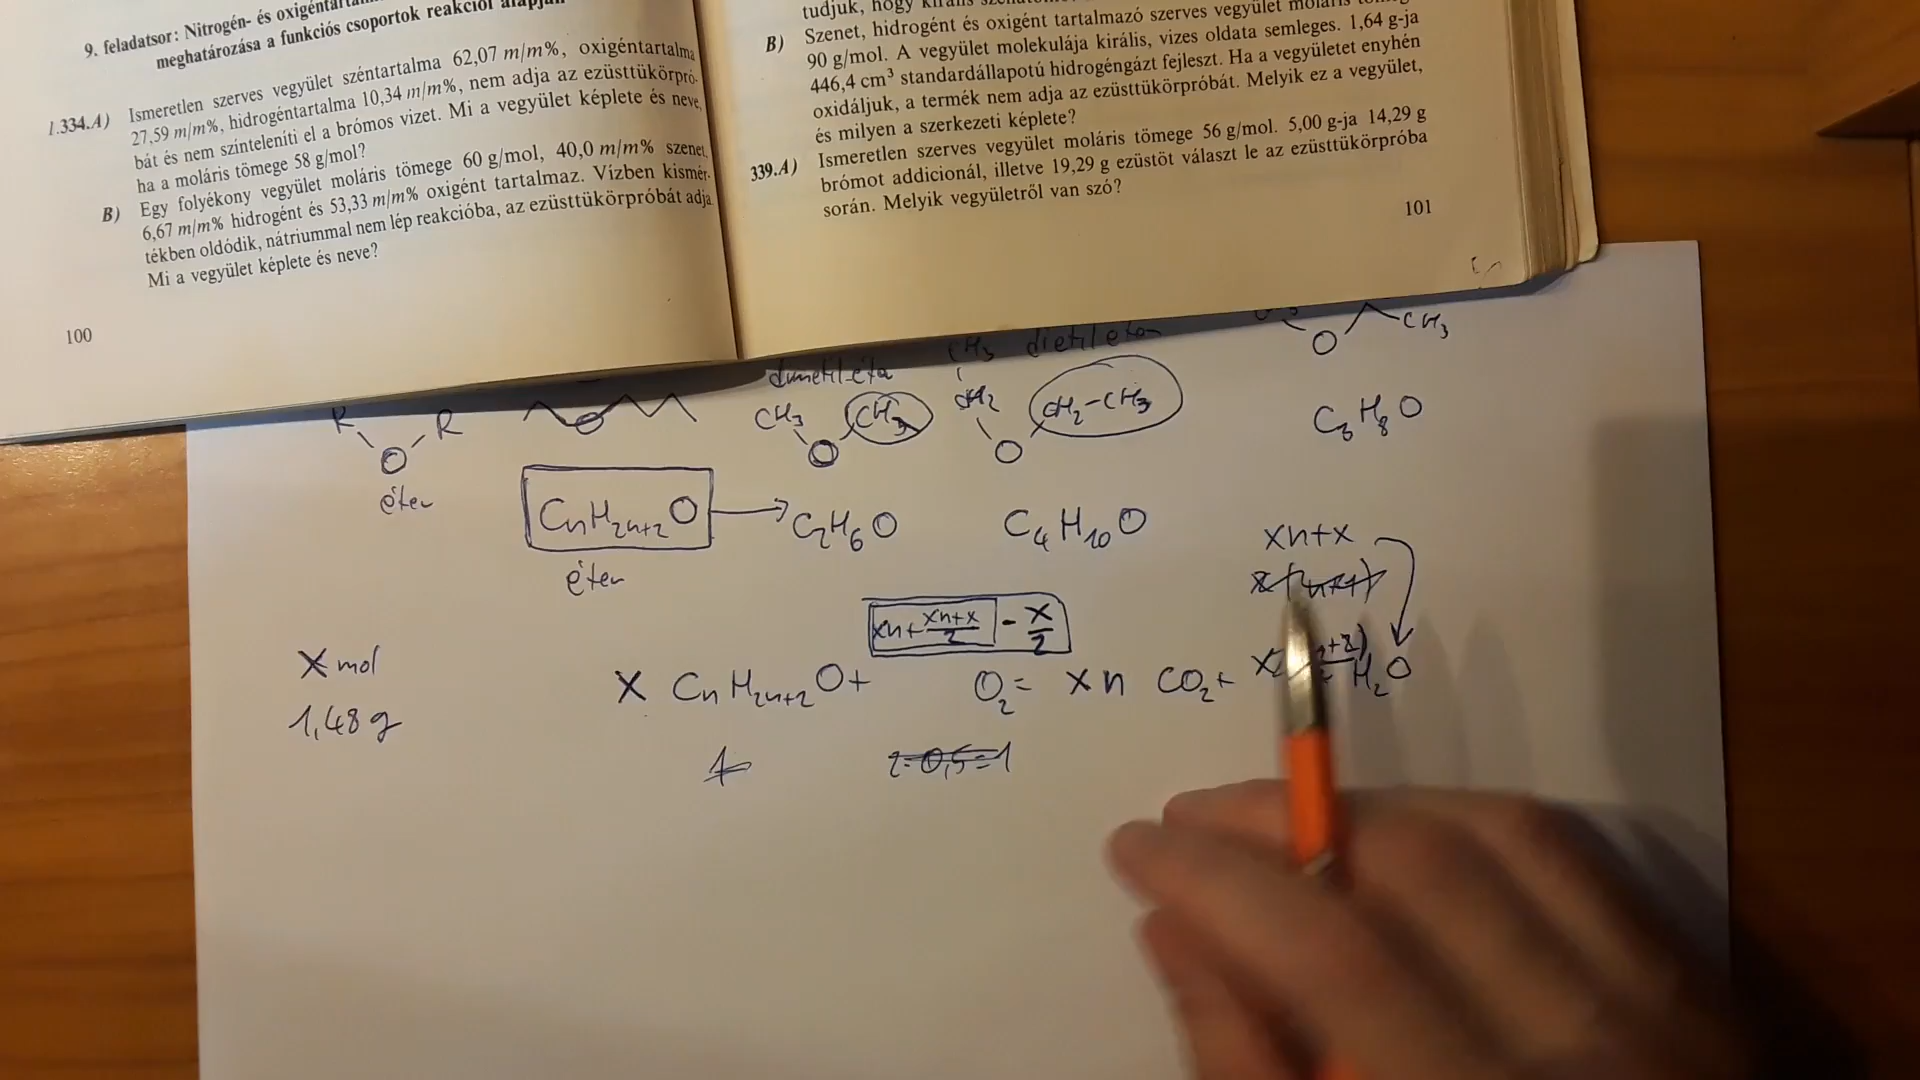 9. feladatsor: Nitrogén- és
meghatározása a funkciós csoportok reakciói alapján
1.334.A) Ismeretlen szerves vegyület széntartalma 62,07 m/m%, oxigéntartalma
27,59 m/m%, hidrogéntartalma 10,34 m/m%, nem adja az ezüsttükörpró-
bát és nem színteleníti el a brómos vizet. Mi a vegyület képlete és neve,
ha a moláris tömege 58 g/mol?
B) Egy folyékony vegyület moláris tömege 60 g/mol, 40,0 m/m% szenet,
6,67 m/m% hidrogént és 53,33 m/m% oxigént tartalmaz. Vízben kismér-
tékben oldódik, nátriummal nem lép reakcióba, az ezüsttükörpróbát adja.
Mi a vegyület képlete és neve?
100
tudjuk, hogy
B) Szenet, hidrogént és oxigént tartalmazó szerves vegyület moláris
90 g/mol. A vegyület molekulája királis, vizes oldata semleges. 1,64 g-ja
446,4 cm³ standardállapotú hidrogéngázt fejleszt. Ha a vegyületet enyhén
oxidáljuk, a termék nem adja az ezüsttükörpróbát. Melyik ez a vegyület,
és milyen a szerkezeti képlete?
339.A) Ismeretlen szerves vegyület moláris tömege 56 g/mol. 5,00 g-ja 14,29 g
brómot addicionál, illetve 19,29 g ezüstöt választ le az ezüsttükörpróba
során. Melyik vegyületről van szó?
101
dimetil-éter
CH₃ dietil-éter
O CH₃
R O R
CH₃ O CH₃
CH₂ O CH₂-CH₃
C₃H₈O
éter
CnH2n+2O → C₂H₆O C₄H₁₀O
éter
xn+x
xn+ xn+x/2 - x/2
X mol
X CnH2n+2O+ O₂= xn CO₂+ H₂O
1,48 g
1
2·0,5=1